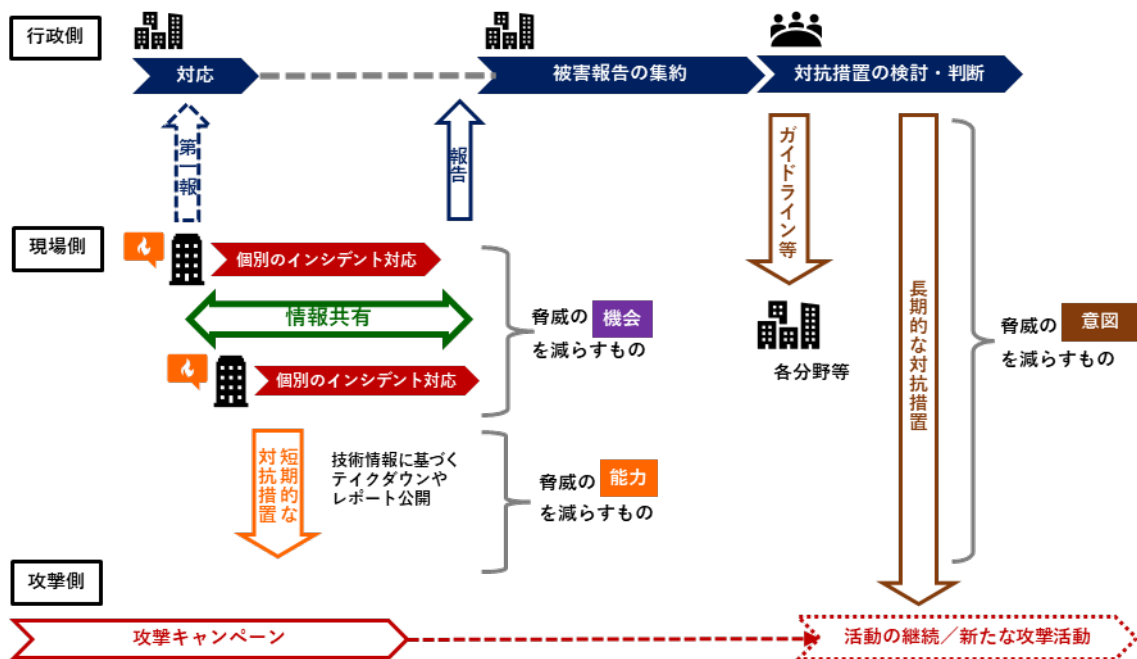 行政側
対応
被害報告の集約
対抗措置の検討・判断
第一報
報告
ガイドライン等
現場側
個別のインシデント対応
情報共有
個別のインシデント対応
脅威の 機会
を減らすもの
各分野等
長期的な対抗措置
脅威の 意図
を減らすもの
短期的な
対抗措置
技術情報に基づく
テイクダウンや
レポート公開
脅威の 能力
を減らすもの
攻撃側
攻撃キャンペーン
活動の継続／新たな攻撃活動